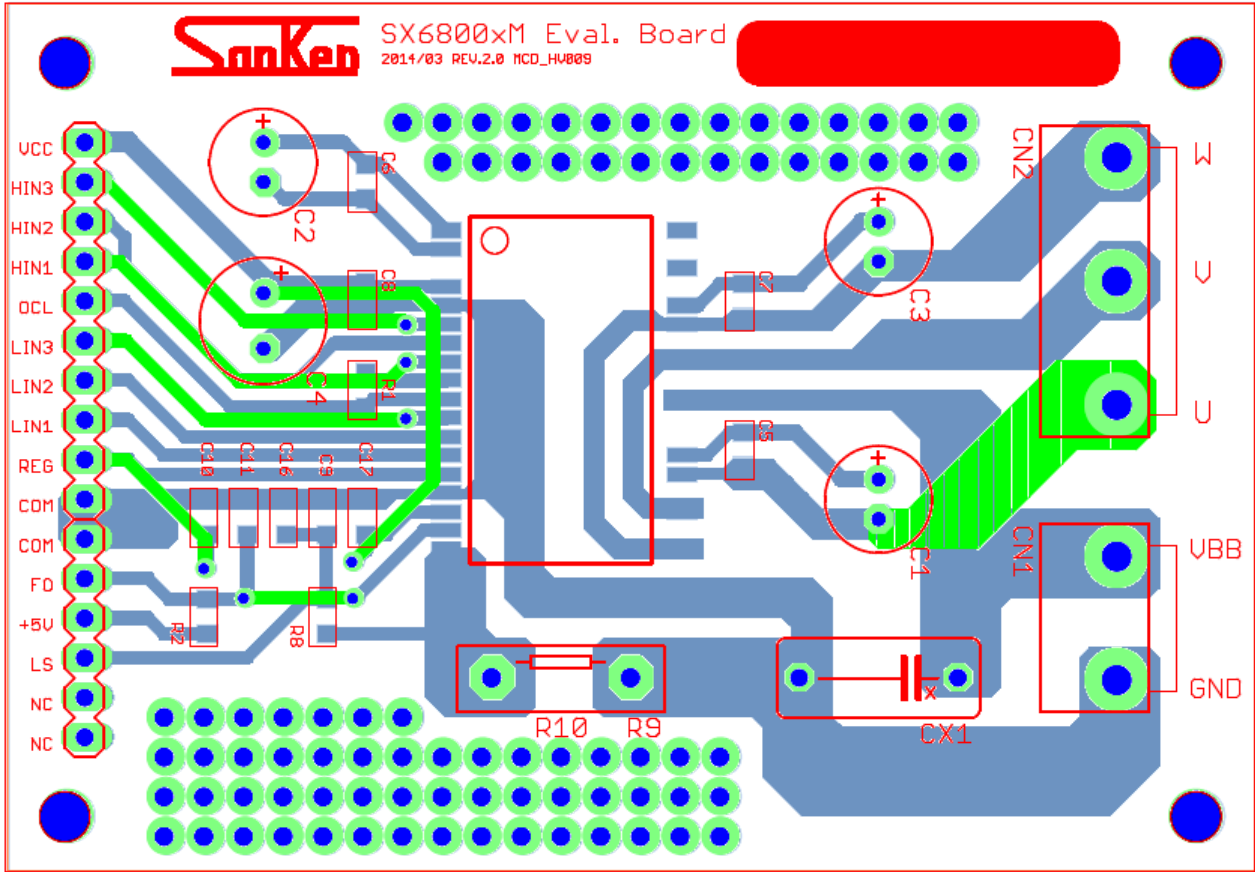 SanKen
SX6800xM Eval. Board
2014/03 REV.2.0 MCD_HV009
VCC
HIN3
HIN2
HIN1
OCL
LIN3
LIN2
LIN1
REG
COM
COM
FO
+5V
LS
NC
NC
+
C2
C6
+
C4
C8
R1
C10
C11
C16
C9
C17
R2
R8
+
C3
C7
C5
+
C1
CN2
W
V
U
CN1
VBB
GND
R10
R9
x
CX1